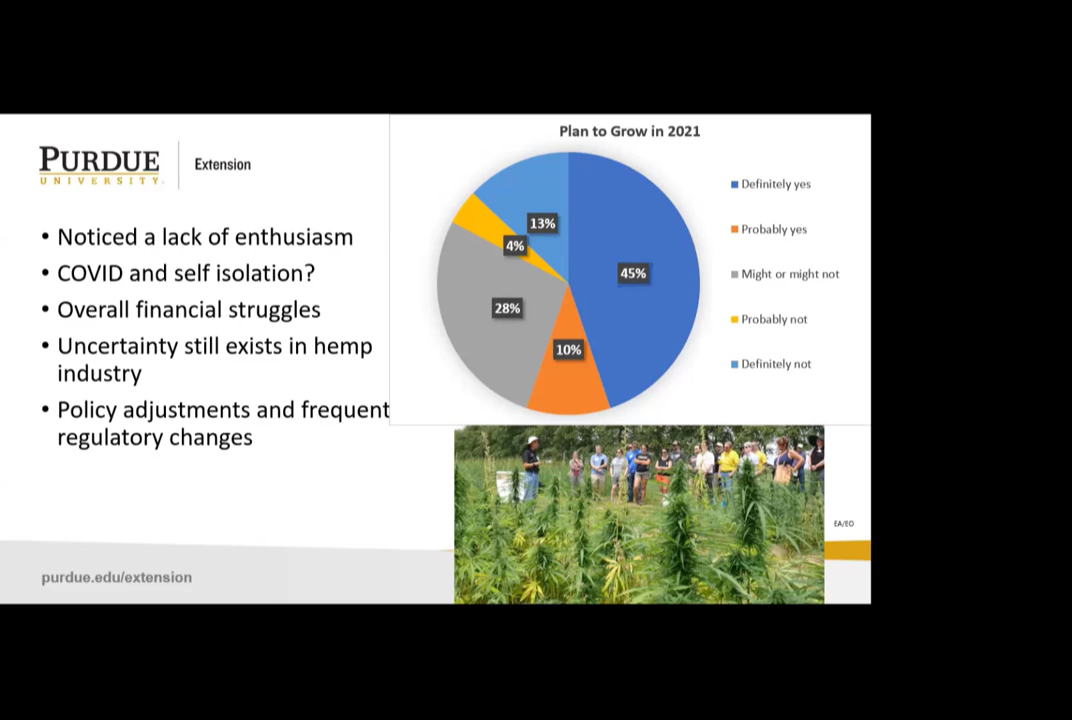 PURDUE
UNIVERSITY.
Extension
• Noticed a lack of enthusiasm
• COVID and self isolation?
• Overall financial struggles
• Uncertainty still exists in hemp
industry
• Policy adjustments and frequent
regulatory changes
purdue.edu/extension
Plan to Grow in 2021
13%
4%
45%
28%
10%
Definitely yes
Probably yes
Might or might not
Probably not
Definitely not
EA/EO